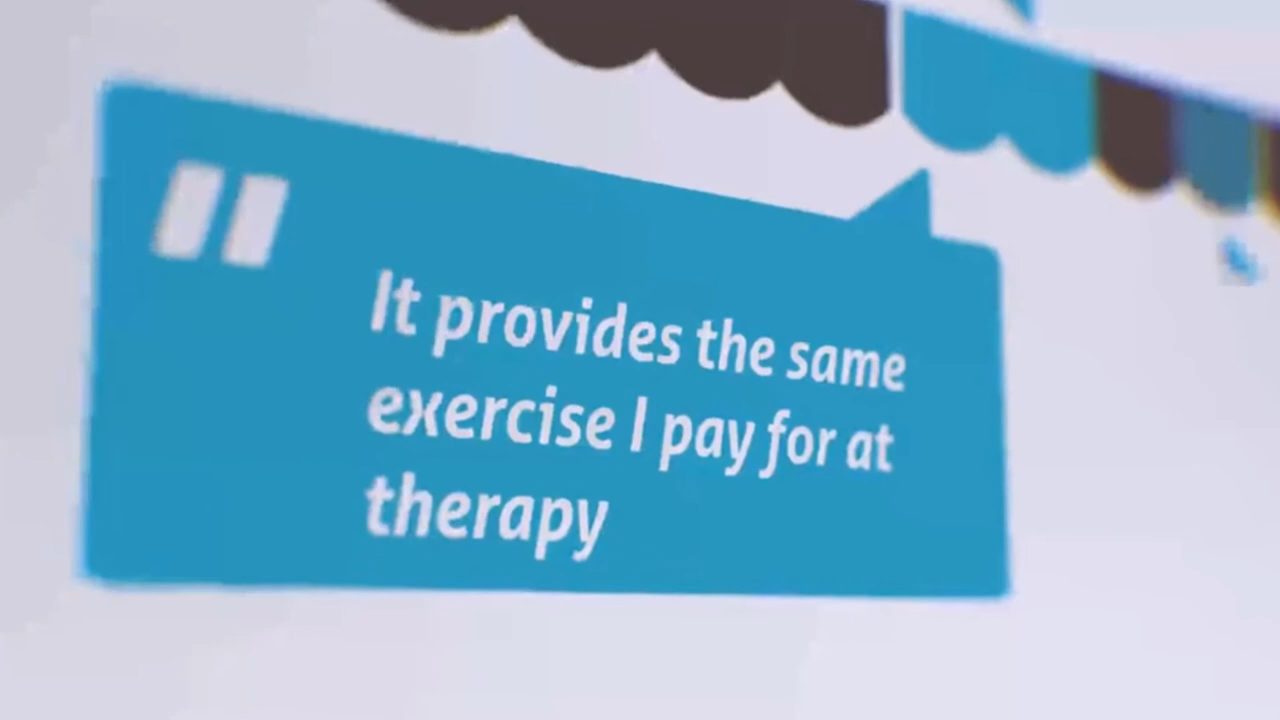 "
It provides the same
exercise I pay for at
therapy